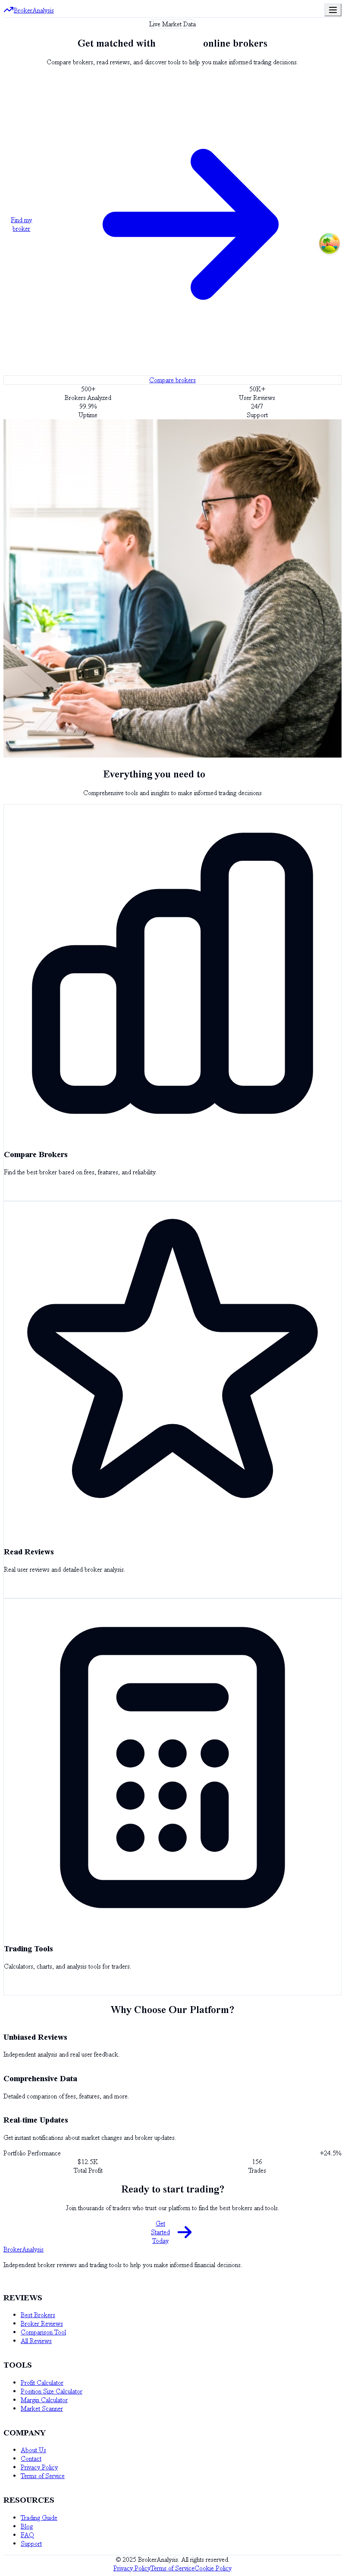 BrokerAnalysis
Live Market Data
Get matched with online brokers
Compare brokers, read reviews, and discover tools to help you make informed trading decisions.
Find my
broker
Compare brokers
500+
Brokers Analyzed
50K+
User Reviews
99.9%
Uptime
24/7
Support
Everything you need to
Comprehensive tools and insights to make informed trading decisions
Compare Brokers
Find the best broker based on fees, features, and reliability.
Read Reviews
Real user reviews and detailed broker analysis.
Trading Tools
Calculators, charts, and analysis tools for traders.
Why Choose Our Platform?
Unbiased Reviews
Independent analysis and real user feedback.
Comprehensive Data
Detailed comparison of fees, features, and more.
Real-time Updates
Get instant notifications about market changes and broker updates.
Portfolio Performance +24.5%
$12.5K
Total Profit
156
Trades
Ready to start trading?
Join thousands of traders who trust our platform to find the best brokers and tools.
Get
Started
Today
BrokerAnalysis
Independent broker reviews and trading tools to help you make informed financial decisions.
REVIEWS
Best Brokers
Broker Reviews
Comparison Tool
All Reviews
TOOLS
Profit Calculator
Position Size Calculator
Margin Calculator
Market Scanner
COMPANY
About Us
Contact
Privacy Policy
Terms of Service
RESOURCES
Trading Guide
Blog
FAQ
Support
© 2025 BrokerAnalysis. All rights reserved.
Privacy PolicyTerms of ServiceCookie Policy